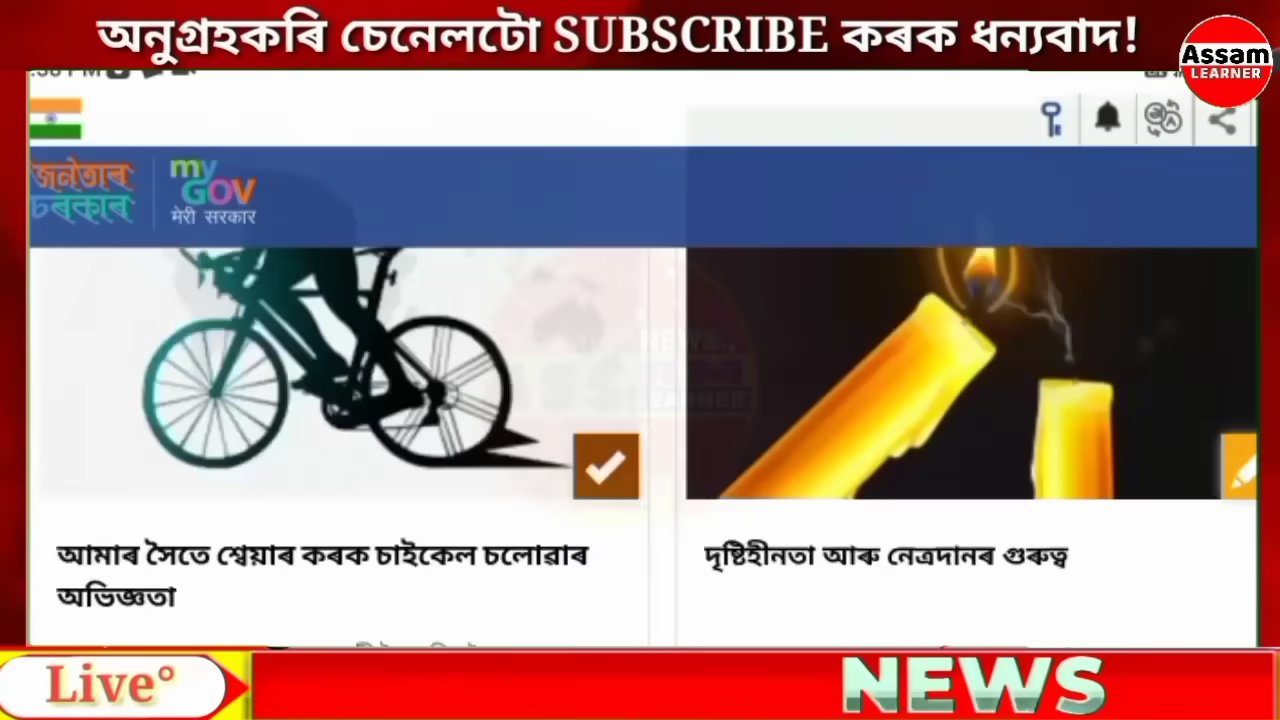 অনুগ্ৰহকৰি চেনেলটো SUBSCRIBE কৰক ধন্যবাদ!
Assam
LEARNER
জনতাৰ
চৰকাৰ
my
GOV
मेरी सरकार
আমাৰ সৈতে শ্বেয়াৰ কৰক চাইকেল চলোৱাৰ
অভিজ্ঞতা
দৃষ্টিহীনতা আৰু নেত্ৰদানৰ গুৰুত্ব
Live°
NEWS